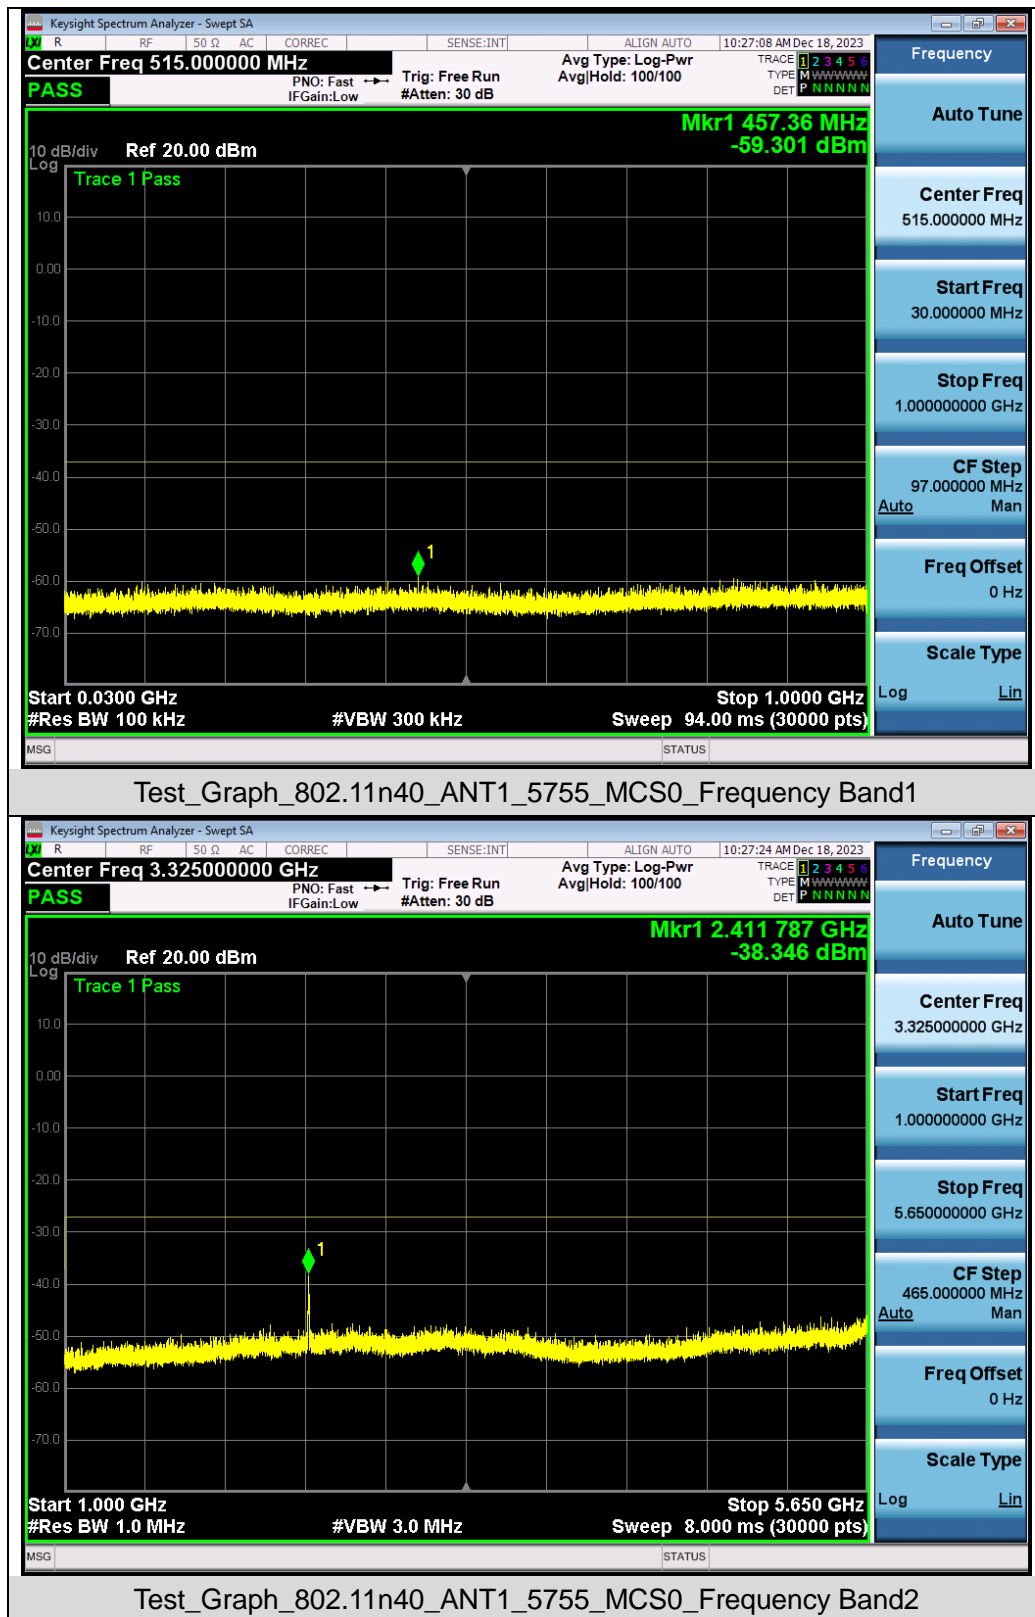 Keysight Spectrum Analyzer - Swept SA
LXI R RF 50 Ω AC CORREC SENSE:INT ALIGN AUTO 10:27:08 AM Dec 18, 2023
Center Freq 515.000000 MHz
PASS
PNO: Fast
IFGain:Low
Trig: Free Run
#Atten: 30 dB
Avg Type: Log-Pwr
Avg|Hold: 100/100
TRACE 1 2 3 4 5 6
TYPE M WWWWW
DET P N N N N N
Mkr1 457.36 MHz
-59.301 dBm
10 dB/div Ref 20.00 dBm
Log
Trace 1 Pass
10.0
0.00
-10.0
-20.0
-30.0
-40.0
-50.0
-60.0
-70.0
1
Start 0.0300 GHz Stop 1.0000 GHz
#Res BW 100 kHz #VBW 300 kHz Sweep 94.00 ms (30000 pts)
MSG STATUS
Frequency
Auto Tune
Center Freq
515.000000 MHz
Start Freq
30.000000 MHz
Stop Freq
1.000000000 GHz
CF Step
97.000000 MHz
Auto Man
Freq Offset
0 Hz
Scale Type
Log Lin
Test_Graph_802.11n40_ANT1_5755_MCS0_Frequency Band1
Keysight Spectrum Analyzer - Swept SA
LXI R RF 50 Ω AC CORREC SENSE:INT ALIGN AUTO 10:27:24 AM Dec 18, 2023
Center Freq 3.325000000 GHz
PASS
PNO: Fast
IFGain:Low
Trig: Free Run
#Atten: 30 dB
Avg Type: Log-Pwr
Avg|Hold: 100/100
TRACE 1 2 3 4 5 6
TYPE M WWWWW
DET P N N N N N
Mkr1 2.411 787 GHz
-38.346 dBm
10 dB/div Ref 20.00 dBm
Log
Trace 1 Pass
10.0
0.00
-10.0
-20.0
-30.0
-40.0
-50.0
-60.0
-70.0
1
Start 1.000 GHz Stop 5.650 GHz
#Res BW 1.0 MHz #VBW 3.0 MHz Sweep 8.000 ms (30000 pts)
MSG STATUS
Frequency
Auto Tune
Center Freq
3.325000000 GHz
Start Freq
1.000000000 GHz
Stop Freq
5.650000000 GHz
CF Step
465.000000 MHz
Auto Man
Freq Offset
0 Hz
Scale Type
Log Lin
Test_Graph_802.11n40_ANT1_5755_MCS0_Frequency Band2